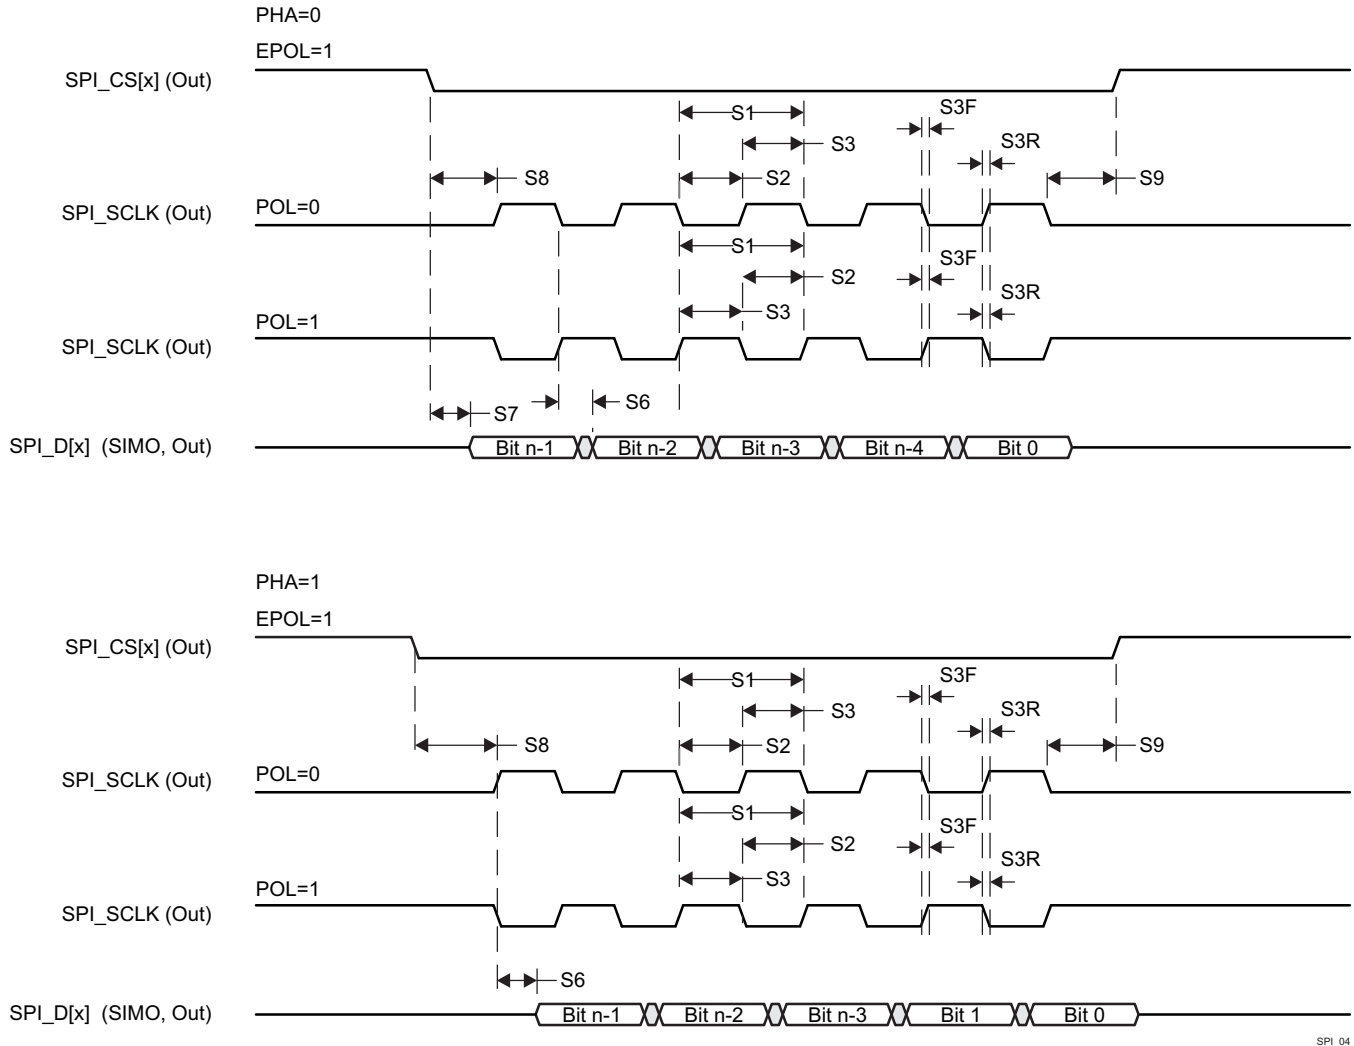 PHA=0
EPOL=1
SPI_CS[x] (Out)
S1
S3F
S3
S3R
S8
S2
S9
SPI_SCLK (Out)
POL=0
S1
S3F
S2
S3R
S3
POL=1
SPI_SCLK (Out)
S7
S6
SPI_D[x] (SIMO, Out)
Bit n-1
Bit n-2
Bit n-3
Bit n-4
Bit 0
PHA=1
EPOL=1
SPI_CS[x] (Out)
S1
S3F
S3
S3R
S8
S2
S9
SPI_SCLK (Out)
POL=0
S1
S3F
S2
S3R
S3
POL=1
SPI_SCLK (Out)
S6
SPI_D[x] (SIMO, Out)
Bit n-1
Bit n-2
Bit n-3
Bit 1
Bit 0
SPI_04